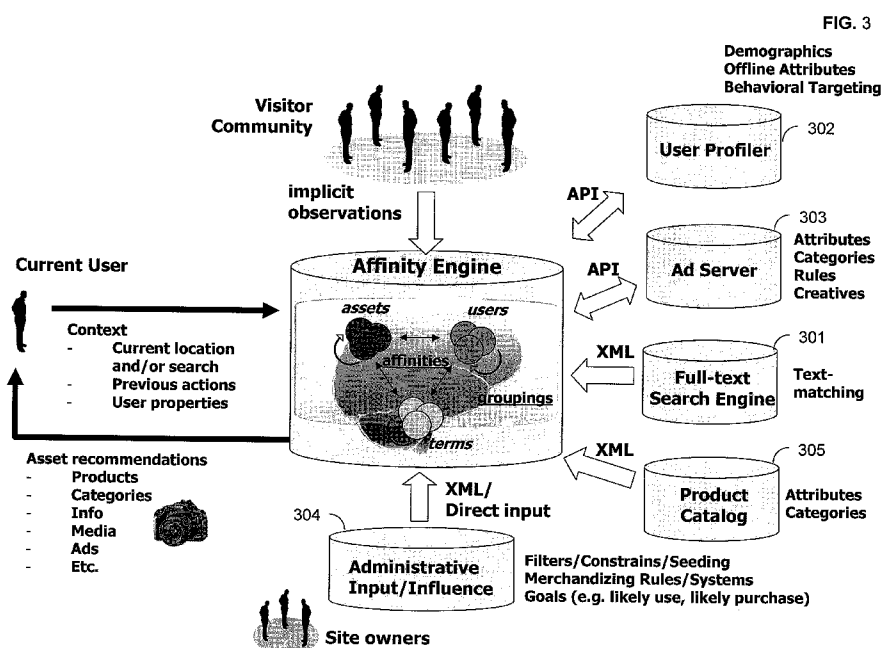 FIG. 3
Demographics
Offline Attributes
Behavioral Targeting
Visitor
Community
302
User Profiler
implicit
observations
API
303
Current User
Affinity Engine
API
Ad Server
Attributes
Categories
Rules
Creatives
assets
users
Context
- Current location
and/or search
- Previous actions
- User properties
affinities
groupings
terms
XML
301
Full-text
Search Engine
Text-
matching
XML
305
Product
Catalog
Attributes
Categories
Asset recommendations
- Products
- Categories
- Info
- Media
- Ads
- Etc.
XML/
Direct input
304
Administrative
Input/Influence
Filters/Constrains/Seeding
Merchandizing Rules/Systems
Goals (e.g. likely use, likely purchase)
Site owners